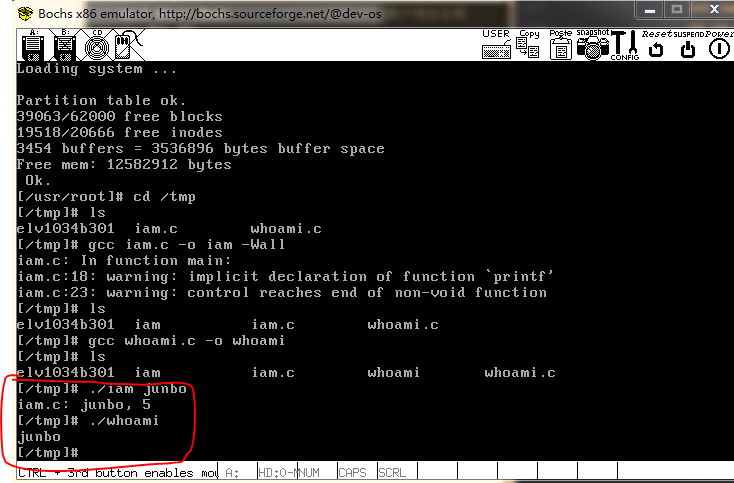 Bochs x86 emulator, http://bochs.sourceforge.net/@dev-os
A: B: CD USER Copy Paste snapshot CONFIG Reset SUSPEND Power
Loading system ...
Partition table ok.
39063/62000 free blocks
19518/20666 free inodes
3454 buffers = 3536896 bytes buffer space
Free mem: 12582912 bytes
Ok.
[/usr/root]# cd /tmp
[/tmp]# ls
elv1034b301 iam.c whoami.c
[/tmp]# gcc iam.c -o iam -Wall
iam.c: In function main:
iam.c:18: warning: implicit declaration of function `printf'
iam.c:23: warning: control reaches end of non-void function
[/tmp]# ls
elv1034b301 iam iam.c whoami.c
[/tmp]# gcc whoami.c -o whoami
[/tmp]# ls
elv1034b301 iam iam.c whoami whoami.c
[/tmp]# ./iam junbo
iam.c: junbo, 5
[/tmp]# ./whoami
junbo
[/tmp]#
CTRL + 3rd button enables mou A: HD:0-M NUM CAPS SCRL